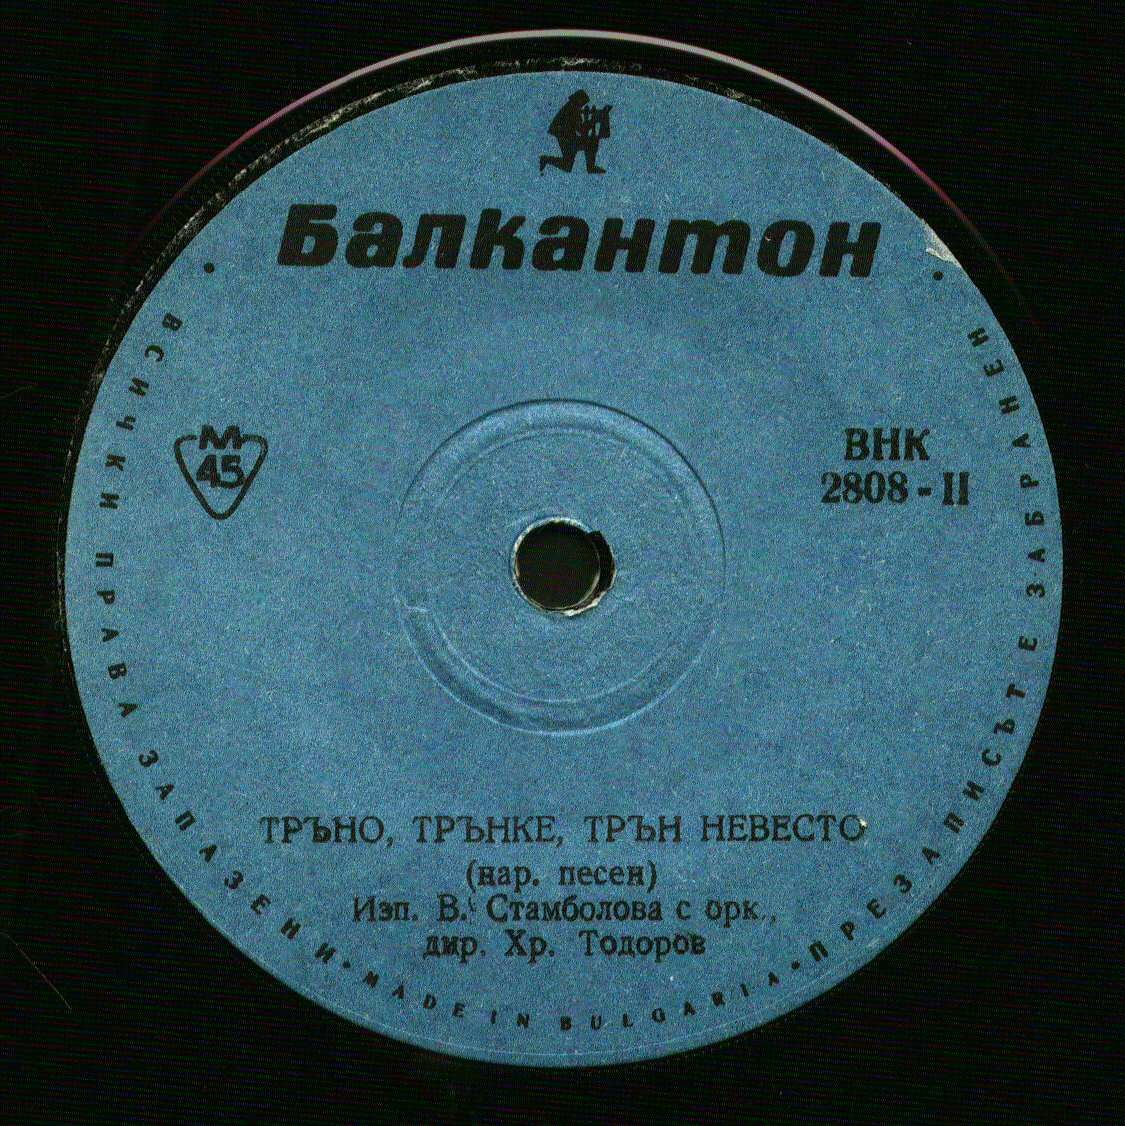 Балкантон
М
45
ВНК
2808 - II
ТРЪНО, ТРЪНКЕ, ТРЪН НЕВЕСТО
(нар. песен)
Изп. В. Стамболова с орк.,
дир. Хр. Тодоров
• ВСИЧКИ ПРАВА ЗАПАЗЕНИ • MADE IN BULGARIA • ПРЕЗАПИСЪТ Е ЗАБРАНЕН •